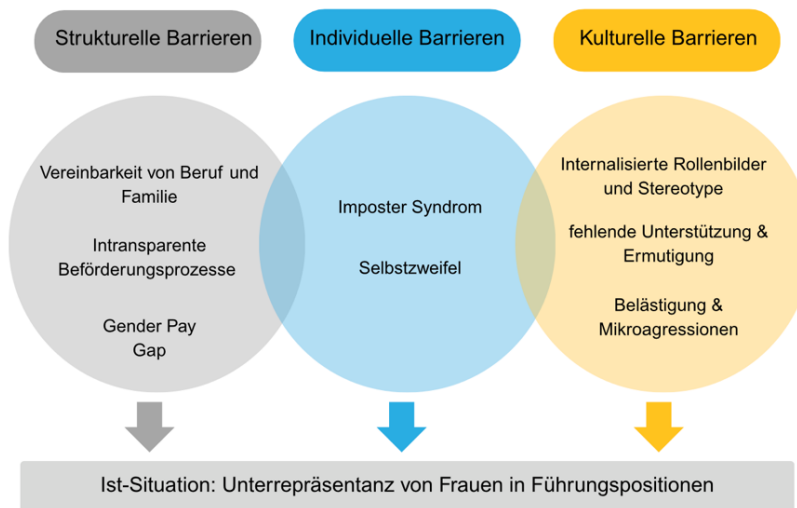 Strukturelle Barrieren
Individuelle Barrieren
Kulturelle Barrieren
Vereinbarkeit von Beruf und
Familie
Intransparente
Beförderungsprozesse
Gender Pay
Gap
Imposter Syndrom
Selbstzweifel
Internalisierte Rollenbilder
und Stereotype
fehlende Unterstützung &
Ermutigung
Belästigung &
Mikroagressionen
Ist-Situation: Unterrepräsentanz von Frauen in Führungspositionen